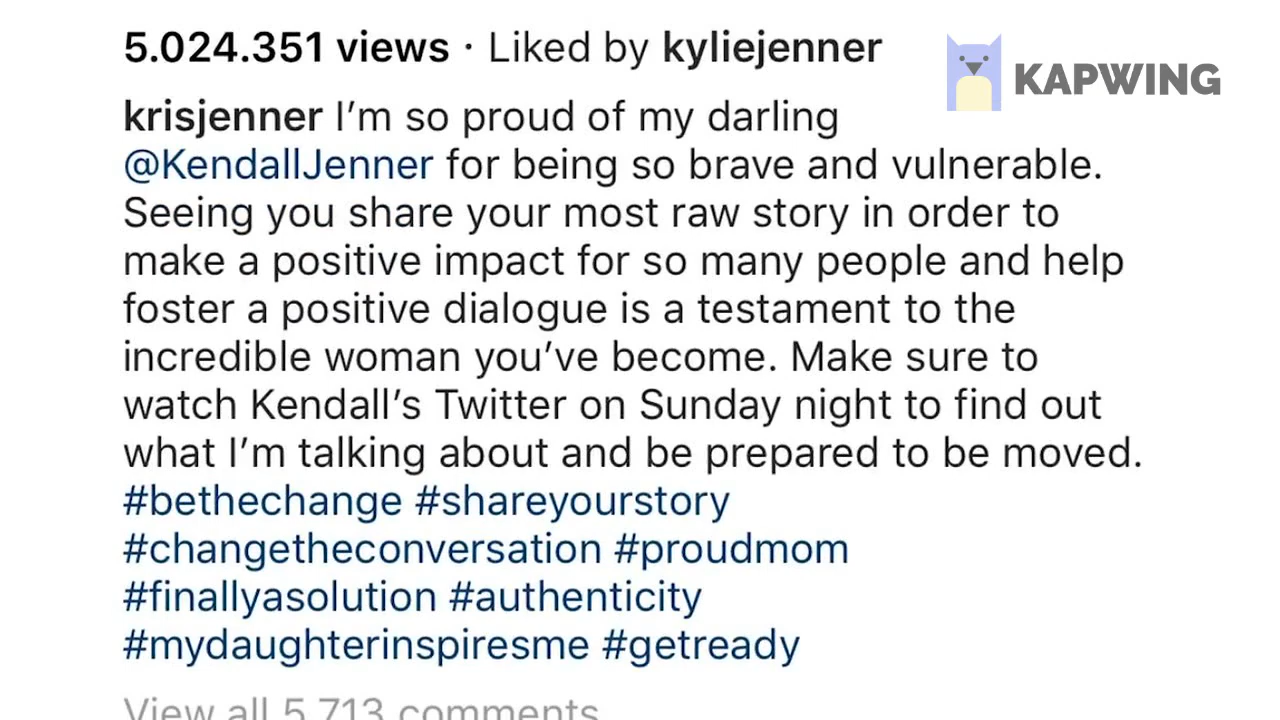 5.024.351 views · Liked by kyliejenner
KAPWING
krisjenner I’m so proud of my darling
@KendallJenner for being so brave and vulnerable.
Seeing you share your most raw story in order to
make a positive impact for so many people and help
foster a positive dialogue is a testament to the
incredible woman you’ve become. Make sure to
watch Kendall’s Twitter on Sunday night to find out
what I’m talking about and be prepared to be moved.
#bethechange #shareyourstory
#changetheconversation #proudmom
#finallyasolution #authenticity
#mydaughterinspiresme #getready
View all 5.713 comments